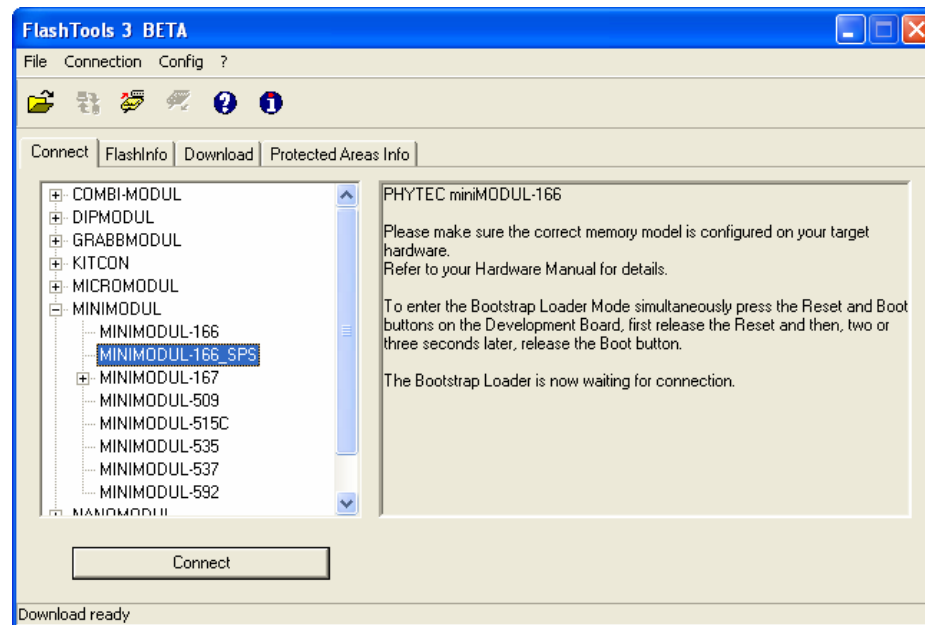 FlashTools 3 BETA
File Connection Config ?
Connect FlashInfo Download Protected Areas Info
COMBI-MODUL
DIPMODUL
GRABBMODUL
KITCON
MICROMODUL
MINIMODUL
MINIMODUL-166
MINIMODUL-166_SPS
MINIMODUL-167
MINIMODUL-509
MINIMODUL-515C
MINIMODUL-535
MINIMODUL-537
MINIMODUL-592
NANOMODUL
PHYTEC miniMODUL-166
Please make sure the correct memory model is configured on your target
hardware.
Refer to your Hardware Manual for details.
To enter the Bootstrap Loader Mode simultaneously press the Reset and Boot
buttons on the Development Board, first release the Reset and then, two or
three seconds later, release the Boot button.
The Bootstrap Loader is now waiting for connection.
Connect
Download ready